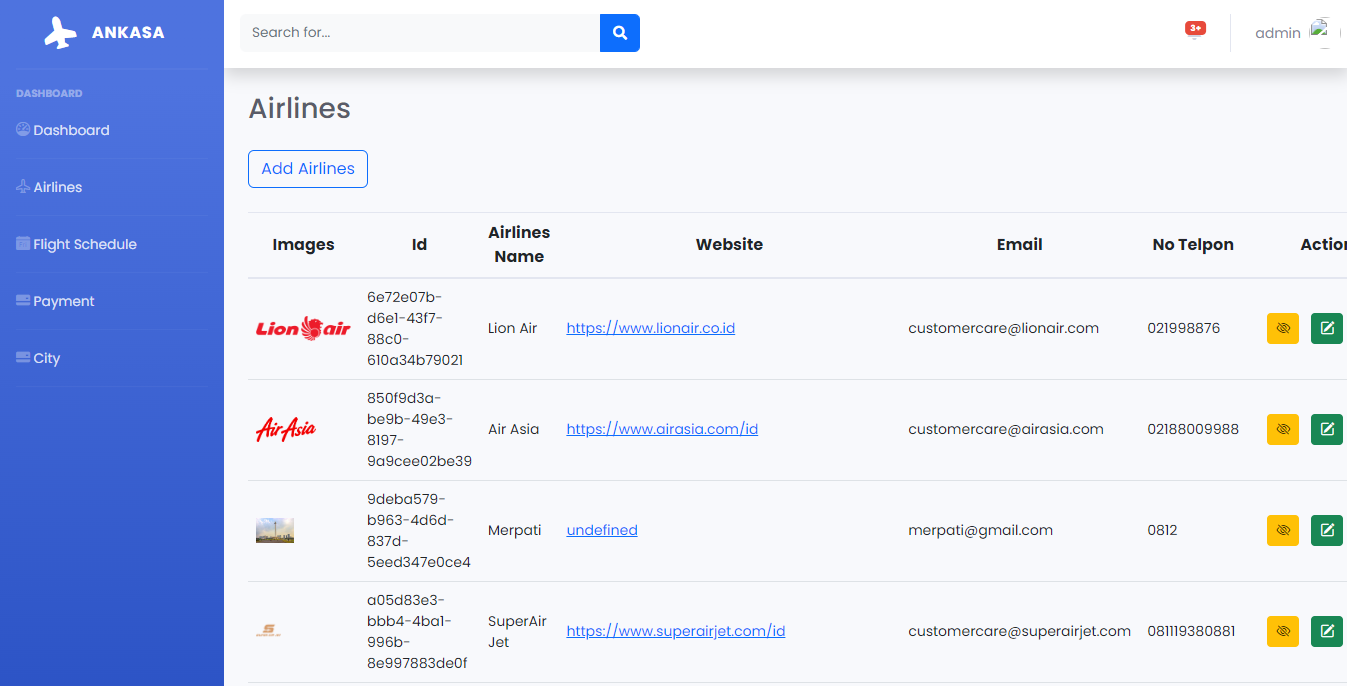 ANKASA
Search for...
3+
admin
DASHBOARD
Dashboard
Airlines
Flight Schedule
Payment
City
Airlines
Add Airlines
Images
Id
Airlines
Name
Website
Email
No Telpon
Action
Lion air
6e72e07b-
d6e1-43f7-
88c0-
610a34b79021
Lion Air
https://www.lionair.co.id
customercare@lionair.com
021998876
AirAsia
850f9d3a-
be9b-49e3-
8197-
9a9cee02be39
Air Asia
https://www.airasia.com/id
customercare@airasia.com
02188009988
9deba579-
b963-4d6d-
837d-
5eed347e0ce4
Merpati
undefined
merpati@gmail.com
0812
a05d83e3-
bbb4-4ba1-
996b-
8e997883de0f
SuperAir
Jet
https://www.superairjet.com/id
customercare@superairjet.com
081119380881